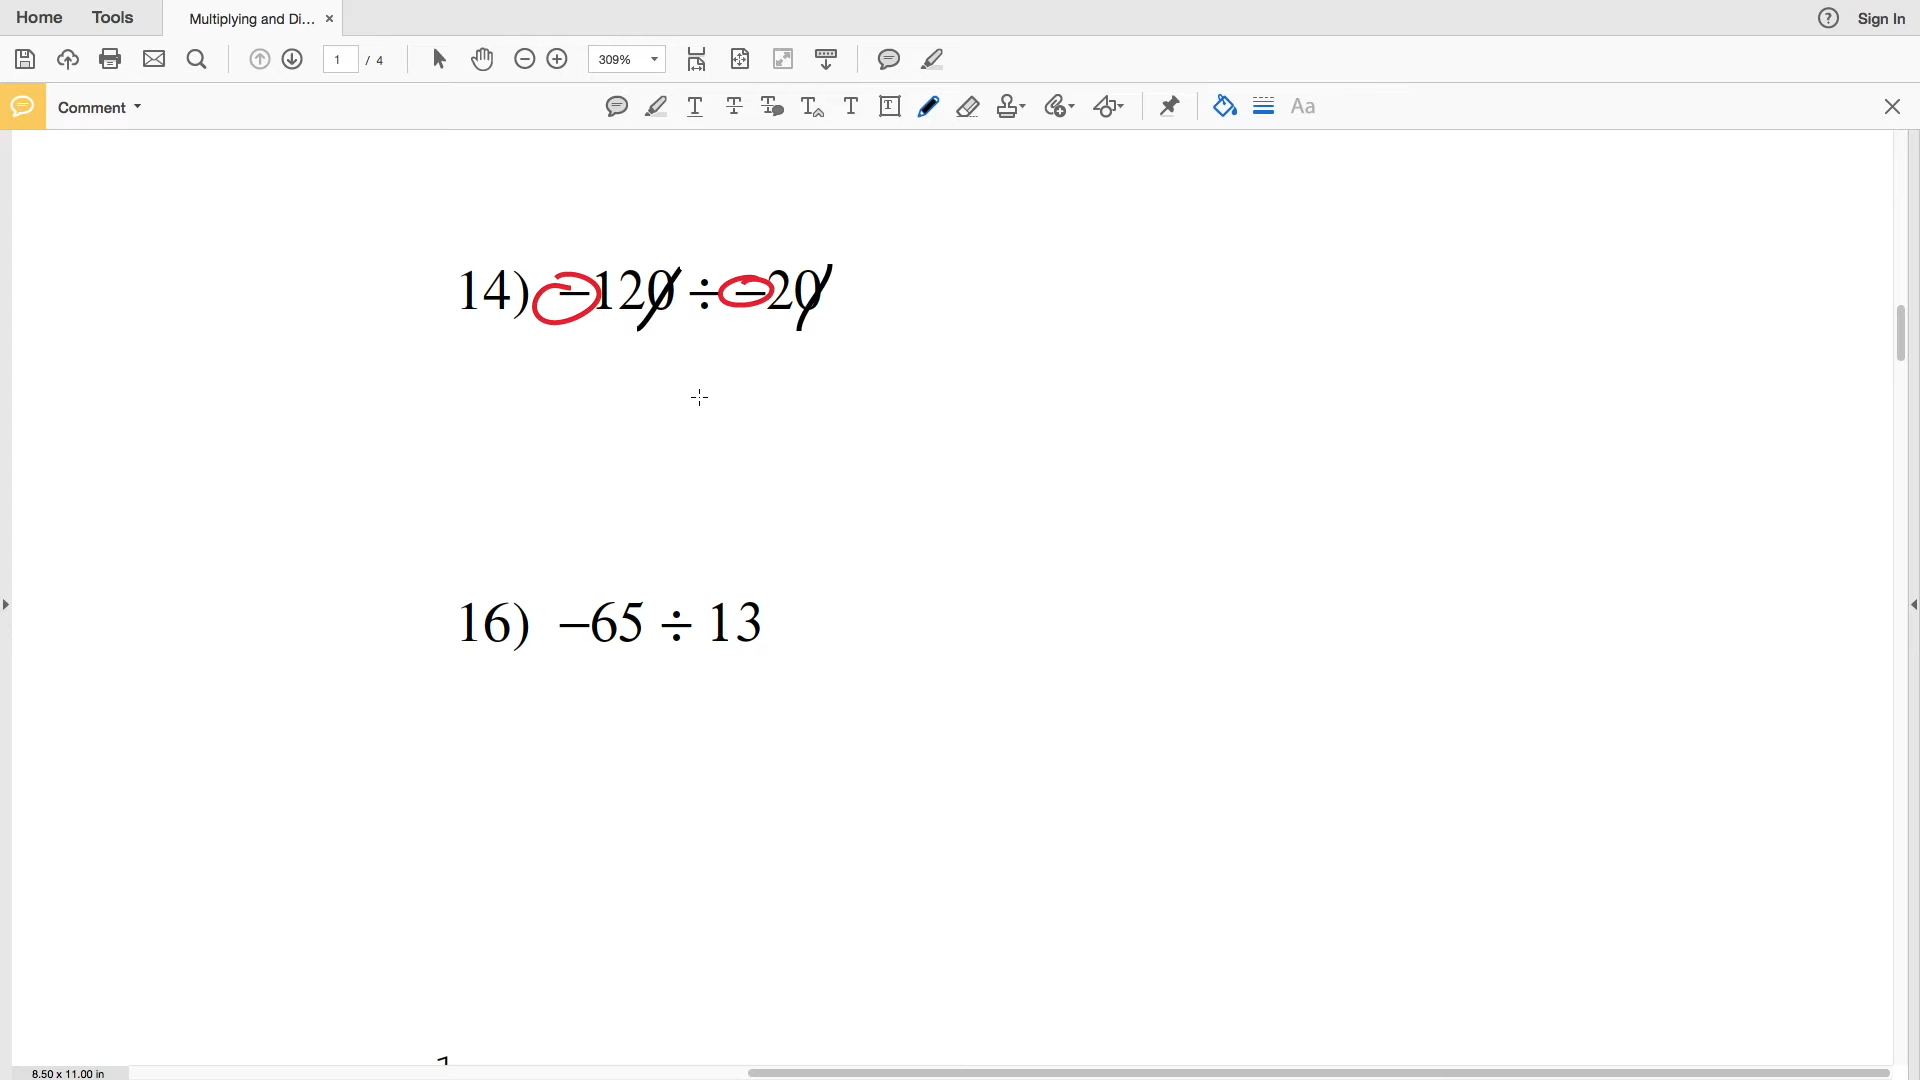 Home Tools Multiplying and Di... × ? Sign In
1 / 4 309%
Comment T T T T T T Aa
14) −120 ÷ −20
16) −65 ÷ 13
8.50 x 11.00 in